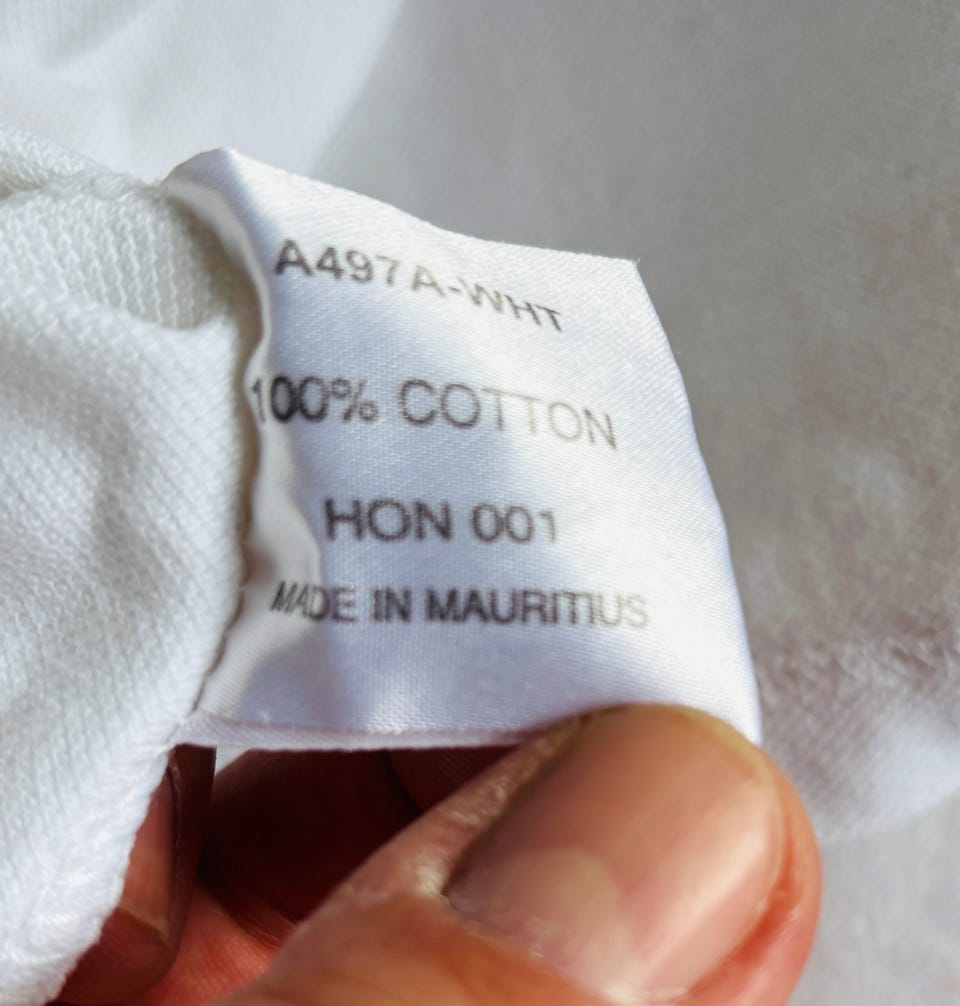 A497A-WHT
100% COTTON
HON 001
MADE IN MAURITIUS